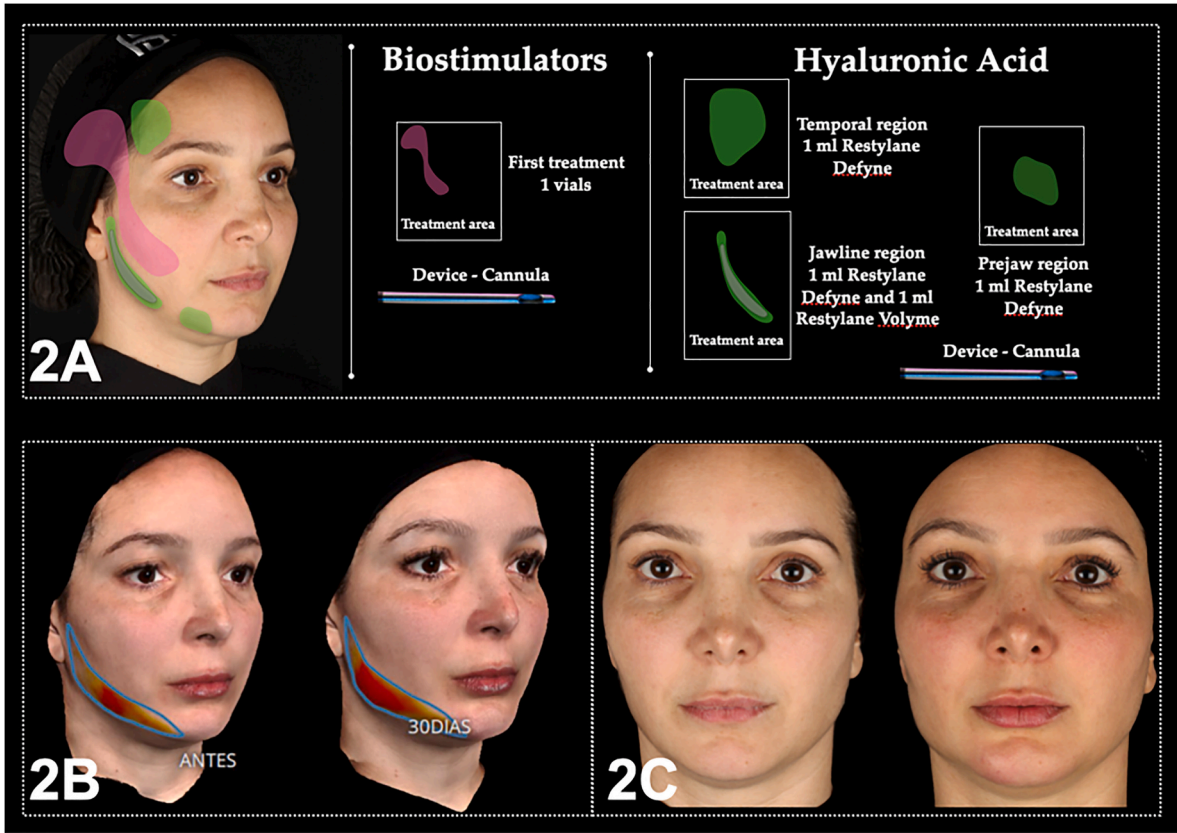 Biostimulators
Hyaluronic Acid
First treatment
1 vials
Treatment area
Device - Cannula
Treatment area
Temporal region
1 ml Restylane
Defyne
Treatment area
Jawline region
1 ml Restylane
Defyne and 1 ml
Restylane Volyme
Treatment area
Prejaw region
1 ml Restylane
Defyne
Device - Cannula
2A
ANTES
30DIAS
2B
2C